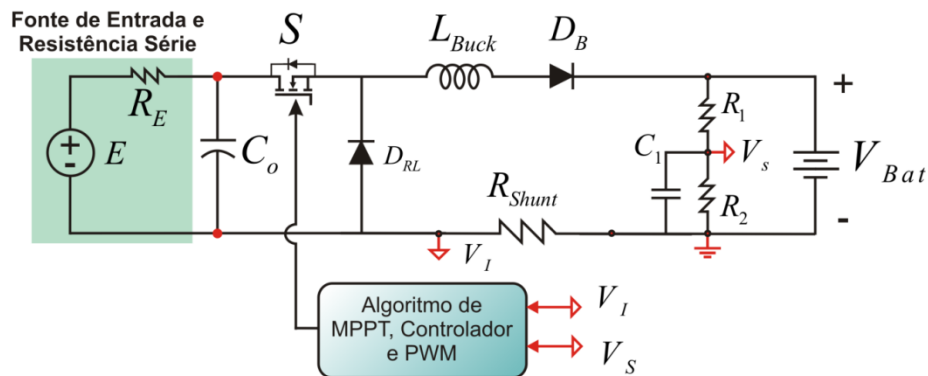 Fonte de Entrada e
Resistência Série
S
L_Buck
D_B
R_E
+
-
E
C_o
D_RL
R_1
C_1
V_s
R_2
R_Shunt
+
V_Bat
-
V_I
Algoritmo de
MPPT, Controlador
e PWM
V_I
V_S